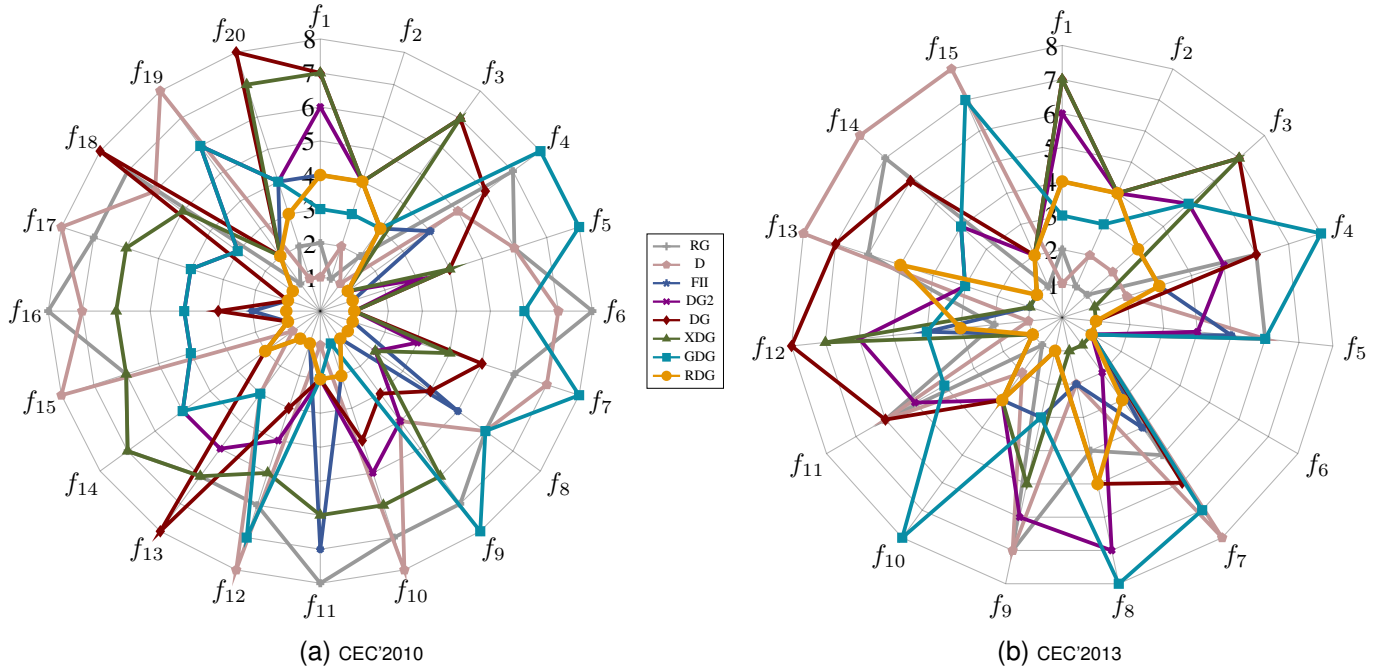 f1
f2
f3
f4
f5
f6
f7
f8
f9
f10
f11
f12
f13
f14
f15
f16
f17
f18
f19
f20
8
7
6
5
4
3
2
1
(a) CEC'2010
RG
D
FII
DG2
DG
XDG
GDG
RDG
f1
f2
f3
f4
f5
f6
f7
f8
f9
f10
f11
f12
f13
f14
f15
8
7
6
5
4
3
2
1
(b) CEC'2013